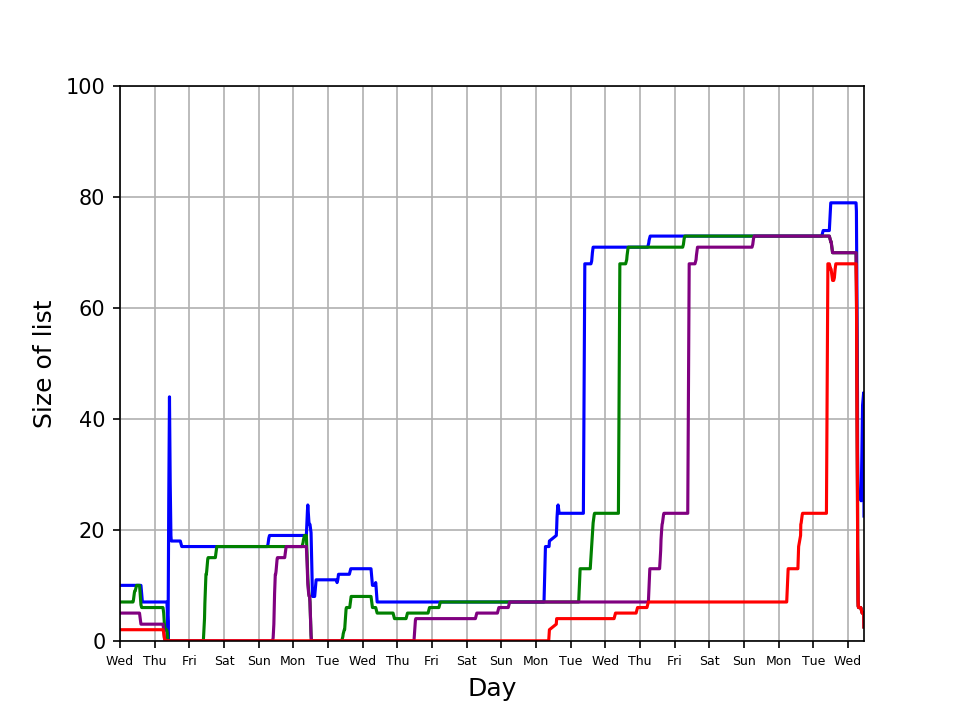 100
80
60
40
20
0
Size of list
Wed Thu Fri Sat Sun Mon Tue Wed Thu Fri Sat Sun Mon Tue Wed Thu Fri Sat Sun Mon Tue Wed
Day